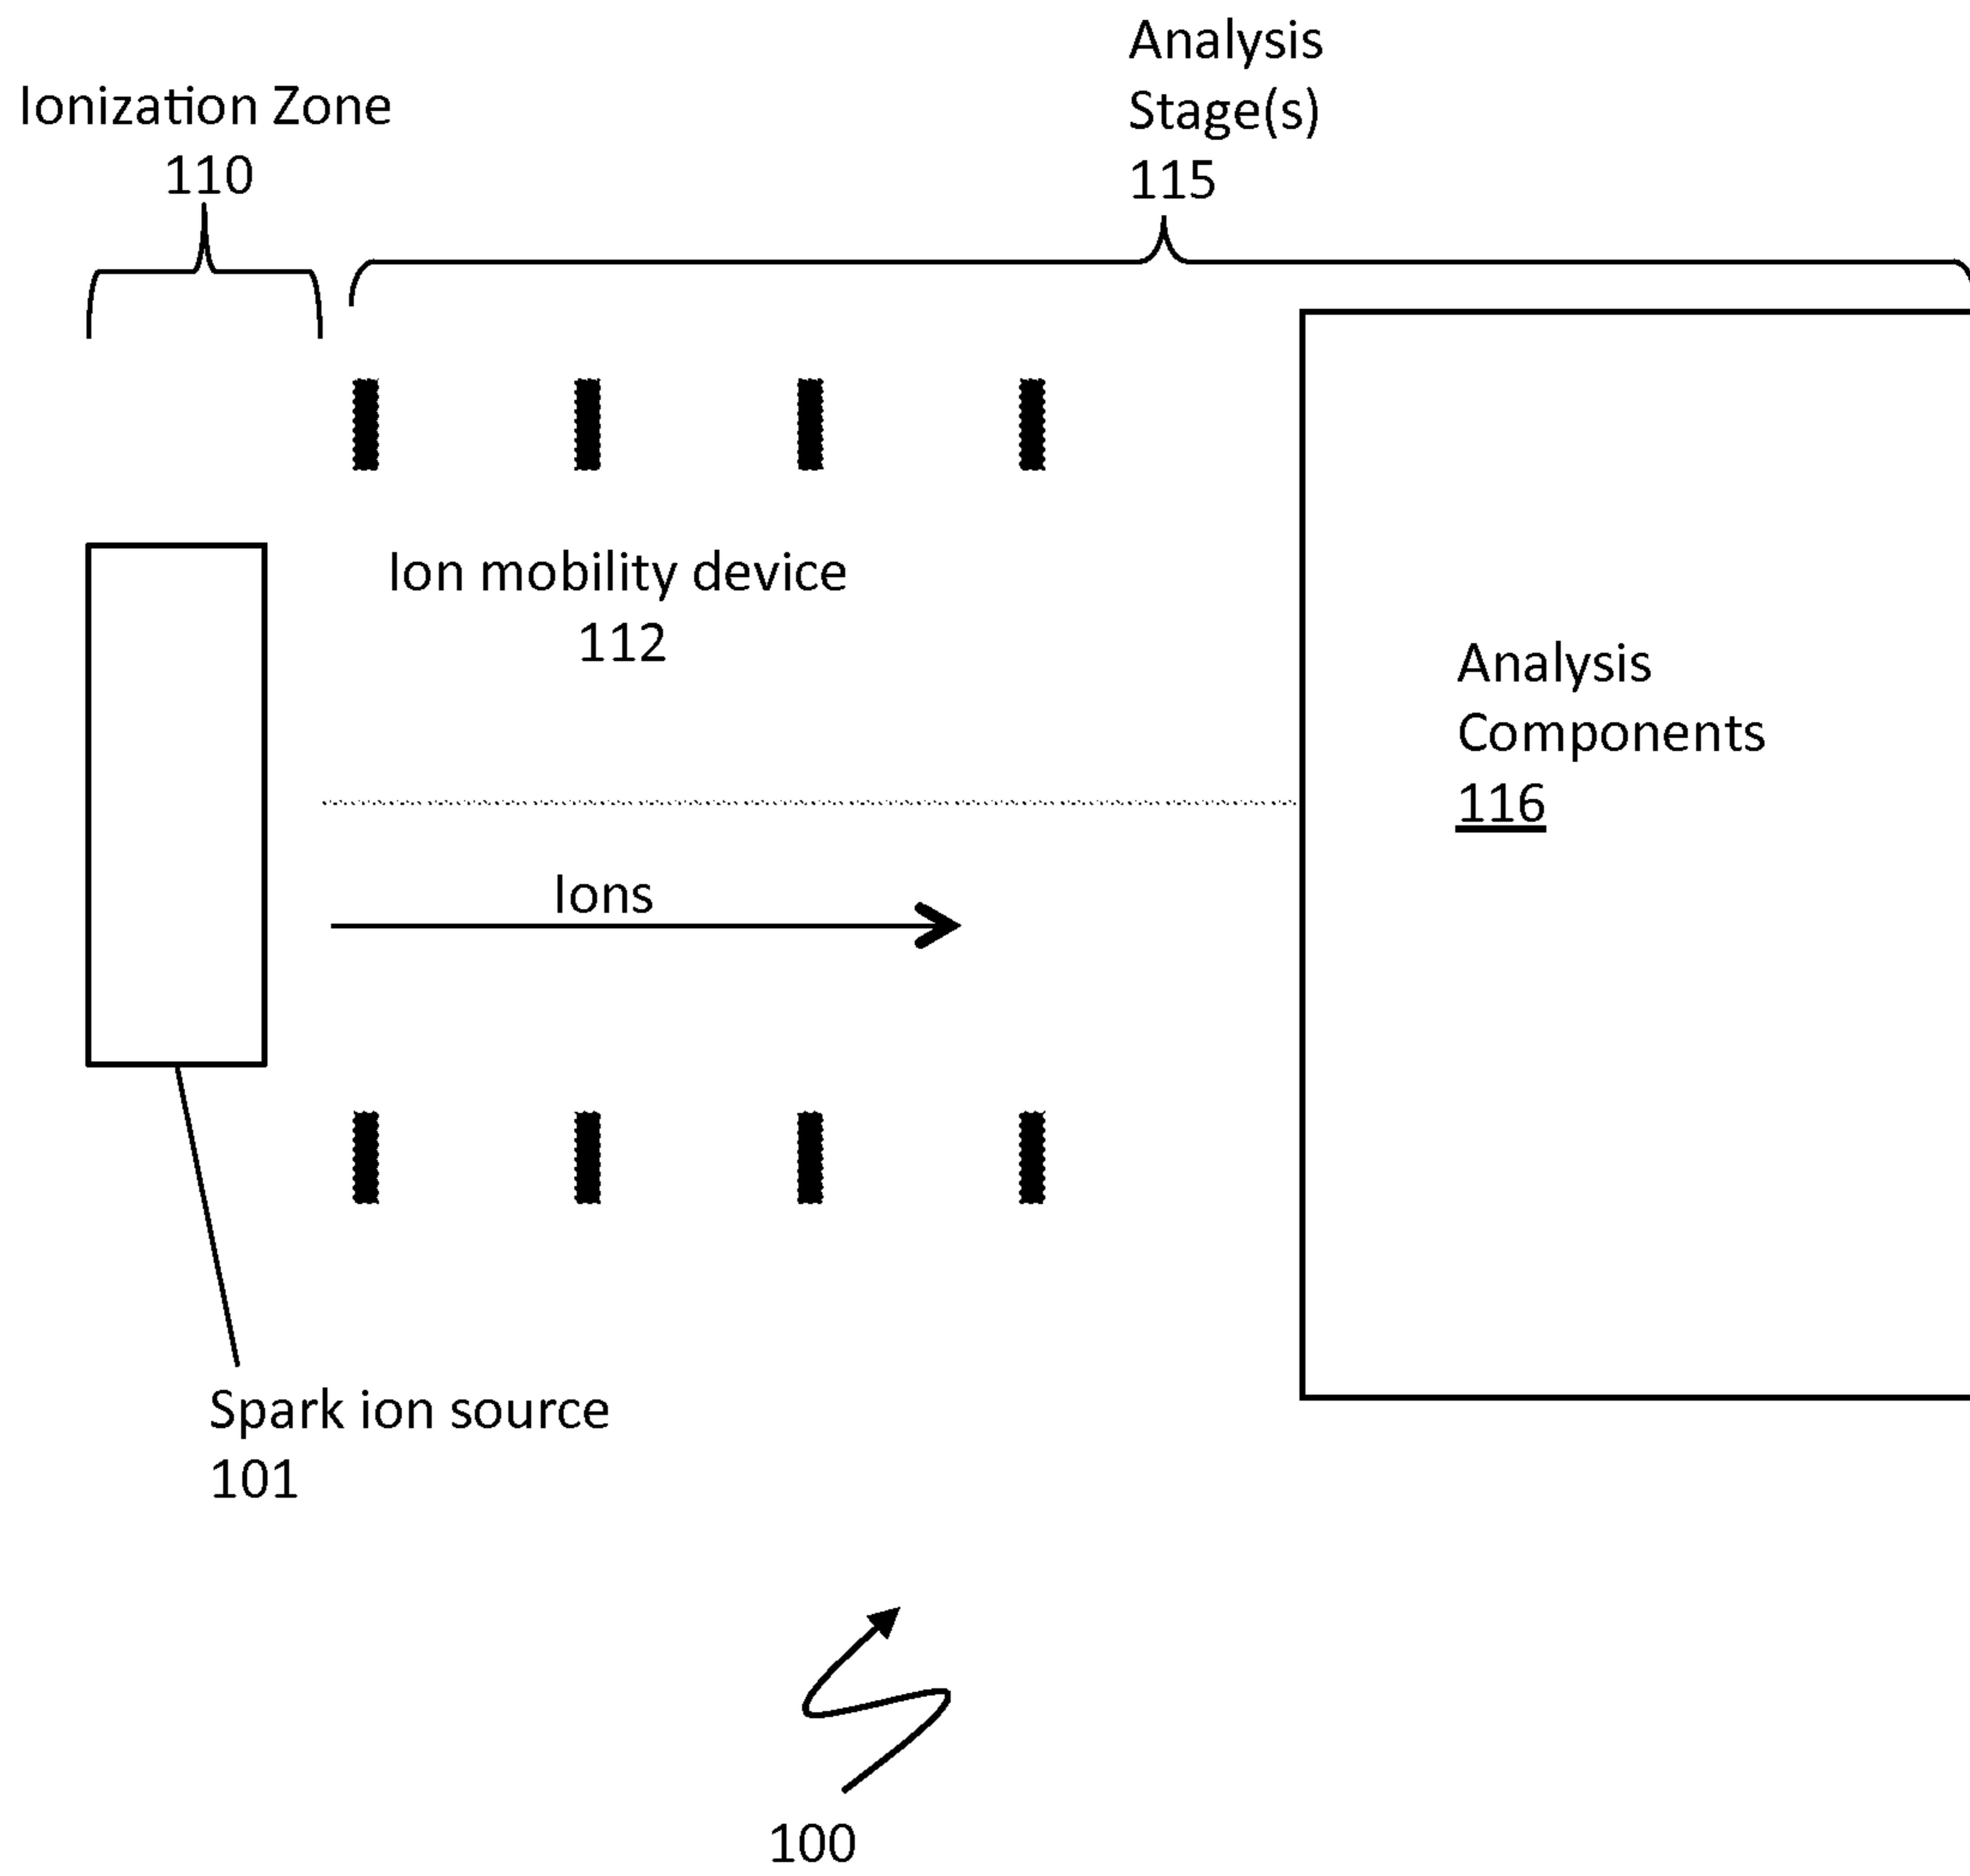 Ionization Zone
110
Analysis
Stage(s)
115
Ion mobility device
112
Analysis
Components
116
Ions
Spark ion source
101
100